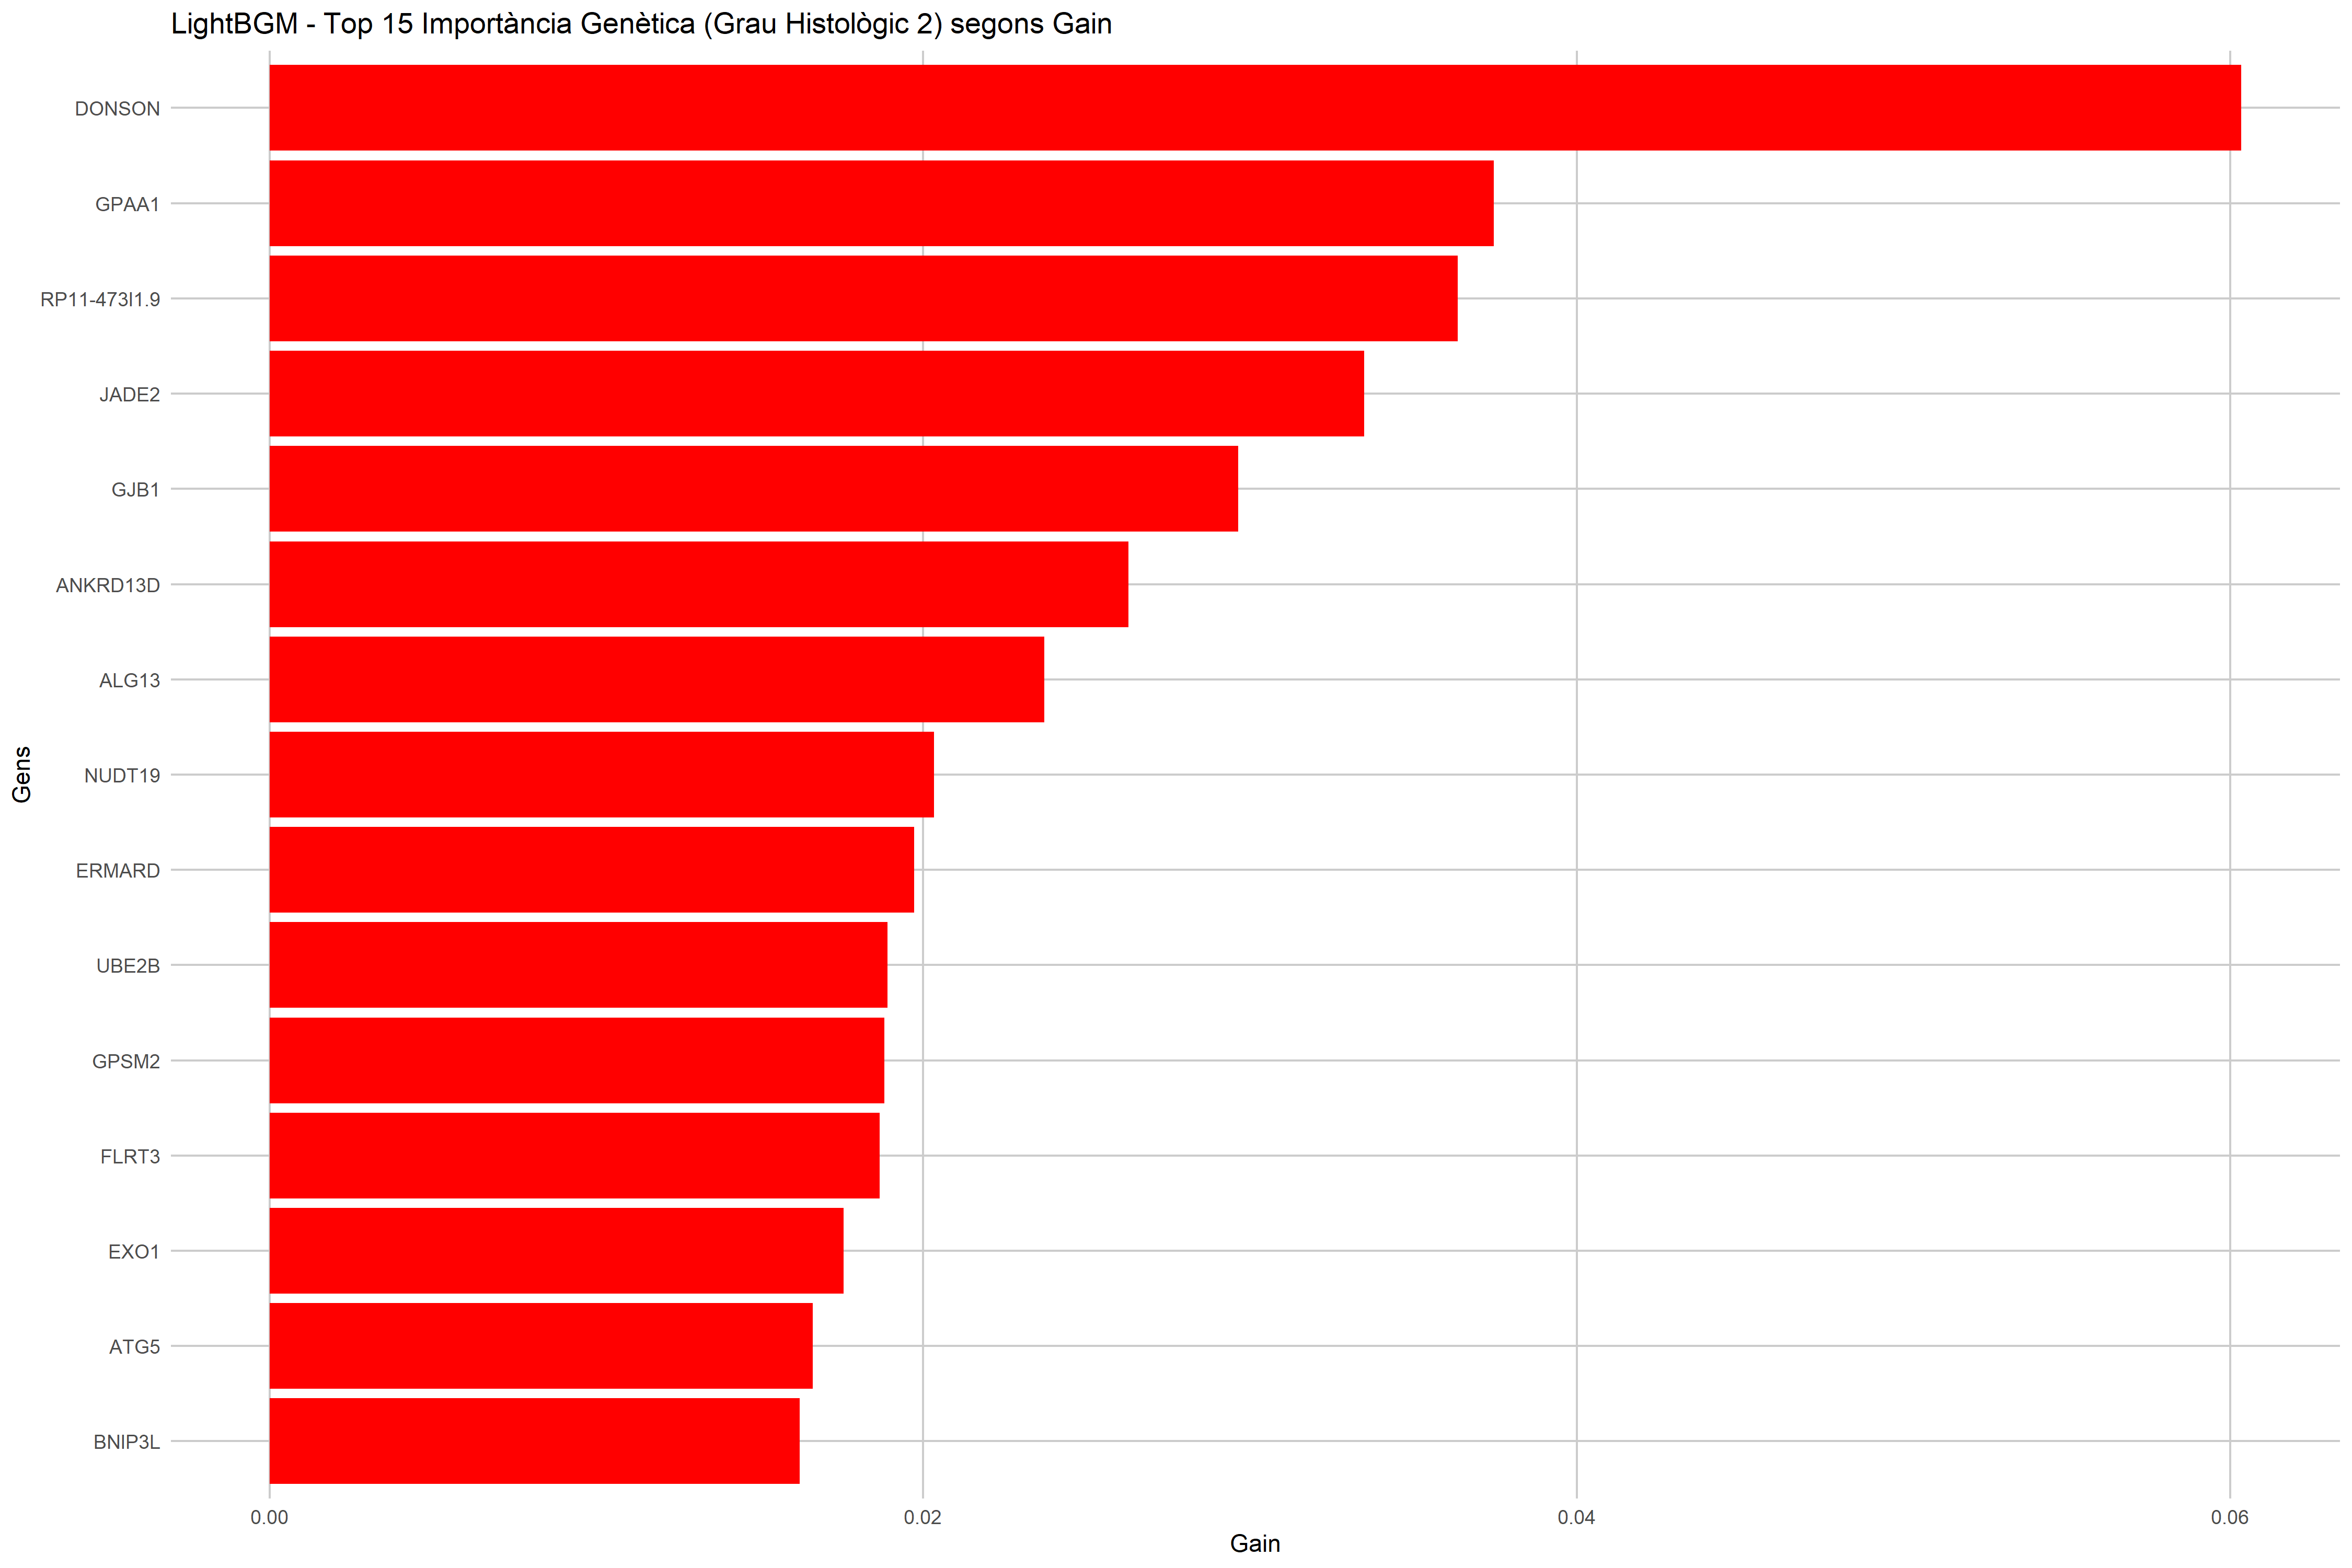 LightBGM - Top 15 Importància Genètica (Grau Histològic 2) segons Gain
Gens
DONSON
GPAA1
RP11-473I1.9
JADE2
GJB1
ANKRD13D
ALG13
NUDT19
ERMARD
UBE2B
GPSM2
FLRT3
EXO1
ATG5
BNIP3L
0.00 0.02 0.04 0.06
Gain